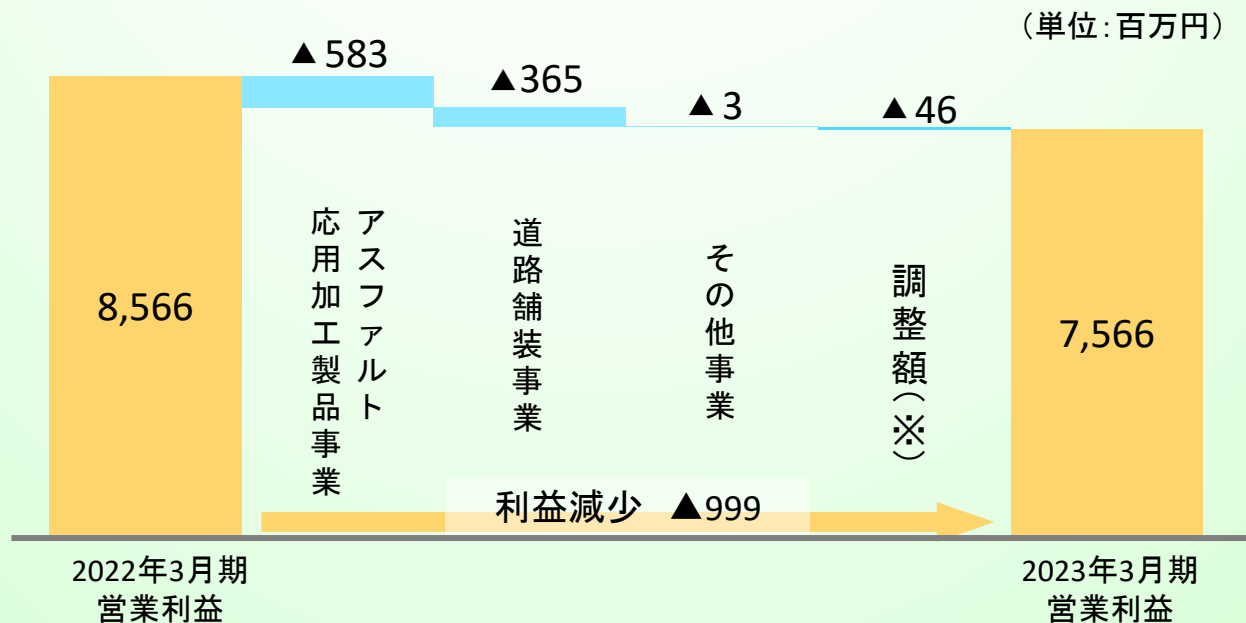 （単位：百万円）
▲ 583
▲365
▲ 3
▲ 46
8,566
アスファルト
応用加工製品事業
道路舗装事業
その他事業
調整額（※）
7,566
利益減少 ▲999
2022年3月期
営業利益
2023年3月期
営業利益